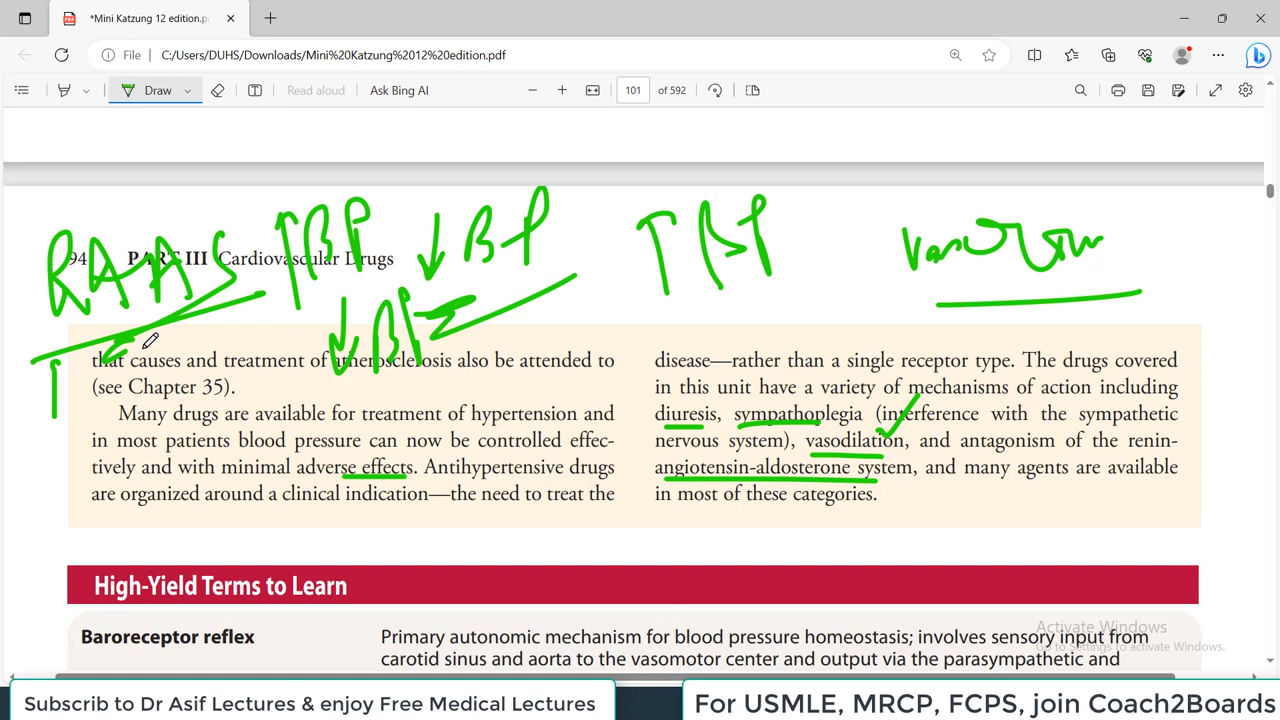 *Mini Katzung 12 edition.p
File C:/Users/DUHS/Downloads/Mini%20Katzung%2012%20edition.pdf
Draw Read aloud Ask Bing AI 101 of 592
RAAS ↑BP ↓BP ↑BP
↓BP
↑
94 PART III Cardiovascular Drugs
that causes and treatment of atherosclerosis also be attended to
(see Chapter 35).
Many drugs are available for treatment of hypertension and
in most patients blood pressure can now be controlled effec-
tively and with minimal adverse effects. Antihypertensive drugs
are organized around a clinical indication—the need to treat the
disease—rather than a single receptor type. The drugs covered
in this unit have a variety of mechanisms of action including
diuresis, sympathoplegia (interference with the sympathetic
nervous system), vasodilation, and antagonism of the renin-
angiotensin-aldosterone system, and many agents are available
in most of these categories.
High-Yield Terms to Learn
Baroreceptor reflex
Primary autonomic mechanism for blood pressure homeostasis; involves sensory input from
carotid sinus and aorta to the vasomotor center and output via the parasympathetic and
Activate Windows
Go to Settings to activate Windows.
Subscrib to Dr Asif Lectures & enjoy Free Medical Lectures
For USMLE, MRCP, FCPS, join Coach2Boards